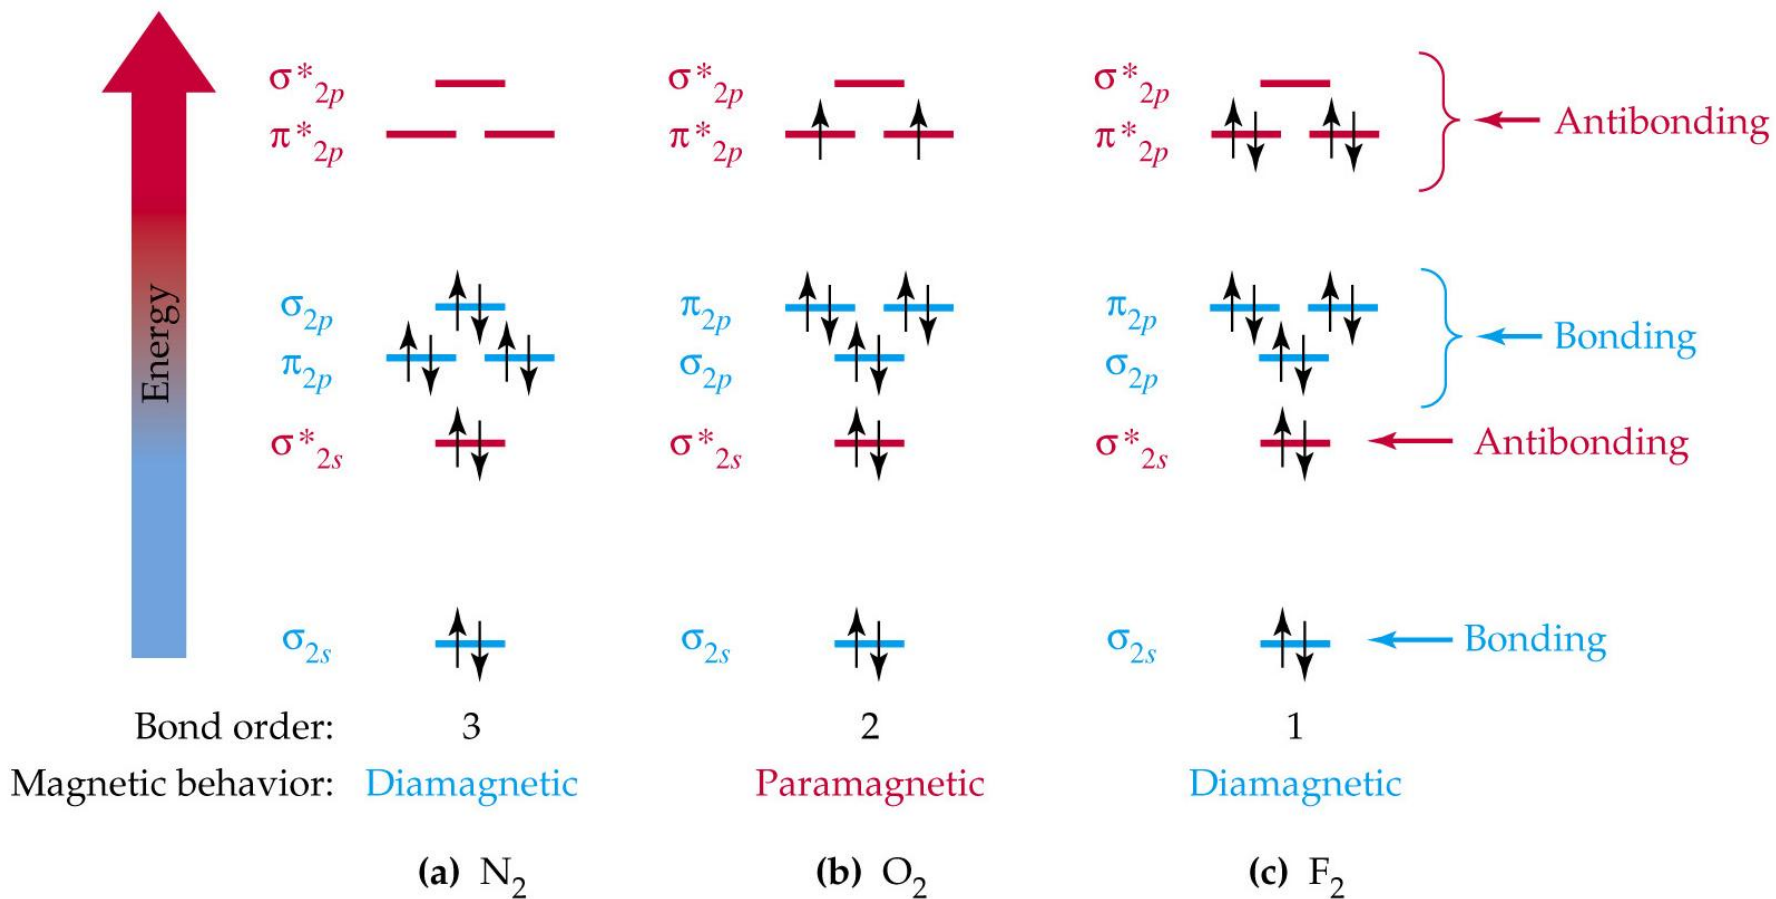 σ*2p σ*2p σ*2p
π*2p π*2p π*2p Antibonding
Energy
σ2p π2p π2p Bonding
π2p σ2p σ2p
σ*2s σ*2s σ*2s Antibonding
σ2s σ2s σ2s Bonding
Bond order: 3 2 1
Magnetic behavior: Diamagnetic Paramagnetic Diamagnetic
(a) N2 (b) O2 (c) F2